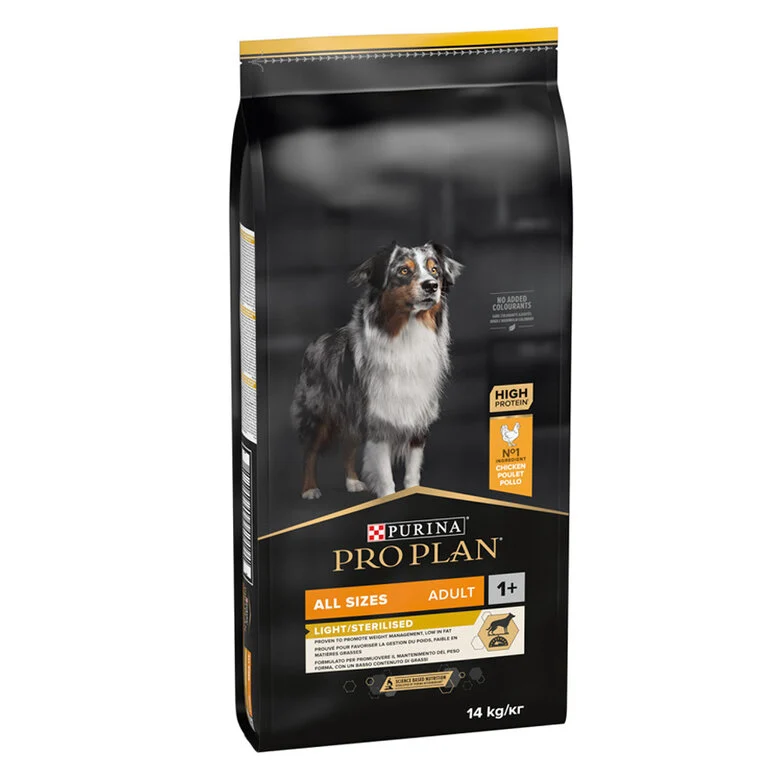 NO ADDED
COLOURANTS
HIGH
PROTEIN
Nº1
INGREDIENT
CHICKEN
POULET
POLLO
PURINA
PRO PLAN
ALL SIZES ADULT 1+
LIGHT/STERILISED
PROVEN TO PROMOTE WEIGHT MANAGEMENT, LOW IN FAT
PROUVÉ POUR FAVORISER LA GESTION DU POIDS, FAIBLE EN
MATIÈRES GRASSES
FORMULATO PER PROMUOVERE IL MANTENIMENTO DEL PESO
FORMA, CON UN BASSO CONTENUTO DI GRASSI
SCIENCE BASED NUTRITION
14 kg/кг